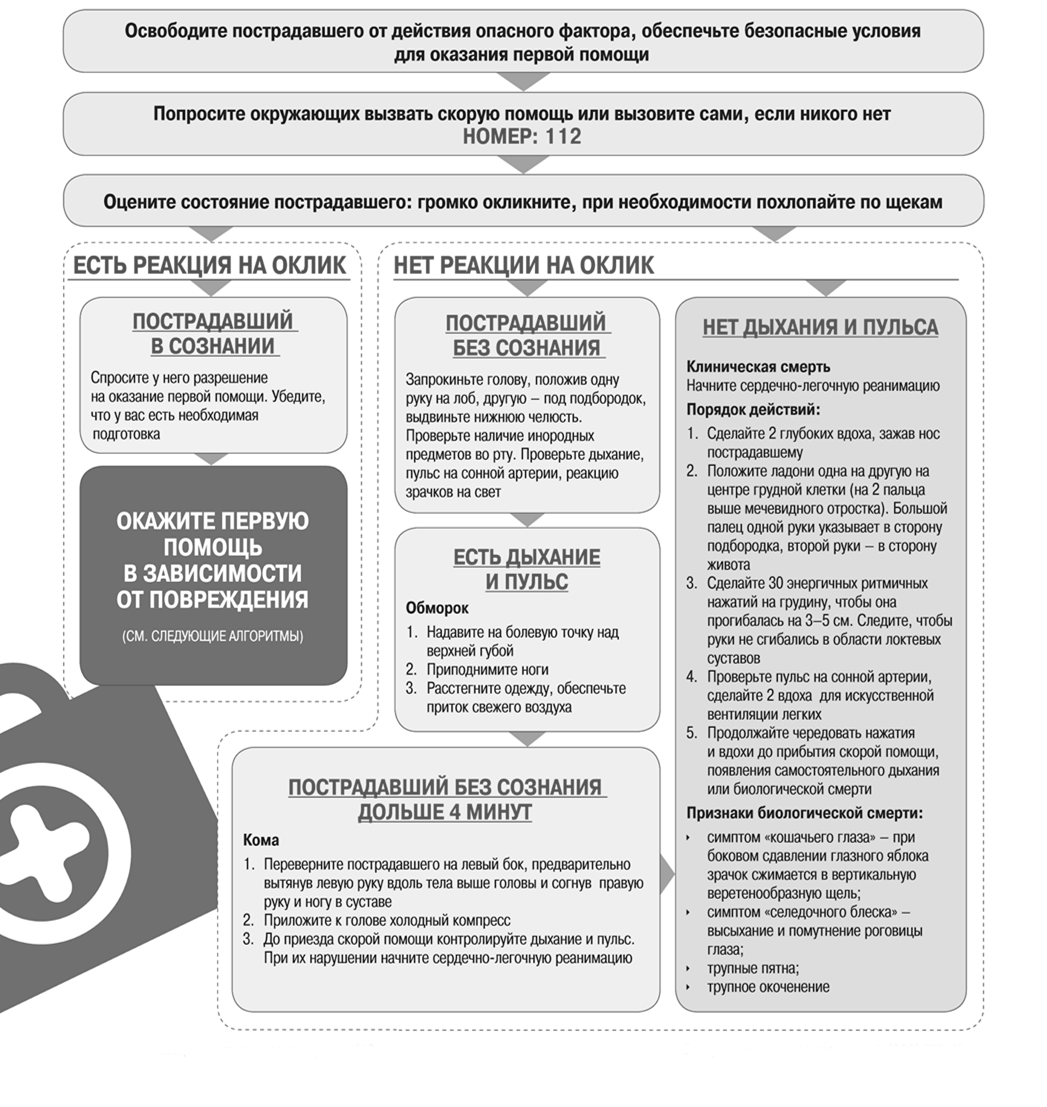 Освободите пострадавшего от действия опасного фактора, обеспечьте безопасные условия
для оказания первой помощи
Попросите окружающих вызвать скорую помощь или вызовите сами, если никого нет
НОМЕР: 112
Оцените состояние пострадавшего: громко окликните, при необходимости похлопайте по щекам
ЕСТЬ РЕАКЦИЯ НА ОКЛИК
ПОСТРАДАВШИЙ
В СОЗНАНИИ
Спросите у него разрешение
на оказание первой помощи. Убедите,
что у вас есть необходимая
подготовка
ОКАЖИТЕ ПЕРВУЮ
ПОМОЩЬ
В ЗАВИСИМОСТИ
ОТ ПОВРЕЖДЕНИЯ
(СМ. СЛЕДУЮЩИЕ АЛГОРИТМЫ)
НЕТ РЕАКЦИИ НА ОКЛИК
ПОСТРАДАВШИЙ
БЕЗ СОЗНАНИЯ
Запрокиньте голову, положив одну
руку на лоб, другую – под подбородок,
выдвиньте нижнюю челюсть.
Проверьте наличие инородных
предметов во рту. Проверьте дыхание,
пульс на сонной артерии, реакцию
зрачков на свет
ЕСТЬ ДЫХАНИЕ
И ПУЛЬС
Обморок
1. Надавите на болевую точку над
верхней губой
2. Приподнимите ноги
3. Расстегните одежду, обеспечьте
приток свежего воздуха
ПОСТРАДАВШИЙ БЕЗ СОЗНАНИЯ
ДОЛЬШЕ 4 МИНУТ
Кома
1. Переверните пострадавшего на левый бок, предварительно
вытянув левую руку вдоль тела выше головы и согнув правую
руку и ногу в суставе
2. Приложите к голове холодный компресс
3. До приезда скорой помощи контролируйте дыхание и пульс.
При их нарушении начните сердечно-легочную реанимацию
НЕТ ДЫХАНИЯ И ПУЛЬСА
Клиническая смерть
Начните сердечно-легочную реанимацию
Порядок действий:
1. Сделайте 2 глубоких вдоха, зажав нос
пострадавшему
2. Положите ладони одна на другую на
центре грудной клетки (на 2 пальца
выше мечевидного отростка). Большой
палец одной руки указывает в сторону
подбородка, второй руки – в сторону
живота
3. Сделайте 30 энергичных ритмичных
нажатий на грудину, чтобы она
прогибалась на 3–5 см. Следите, чтобы
руки не сгибались в области локтевых
суставов
4. Проверьте пульс на сонной артерии,
сделайте 2 вдоха для искусственной
вентиляции легких
5. Продолжайте чередовать нажатия
и вдохи до прибытия скорой помощи,
появления самостоятельного дыхания
или биологической смерти
Признаки биологической смерти:
‣ симптом «кошачьего глаза» – при
боковом сдавлении глазного яблока
зрачок сжимается в вертикальную
веретенообразную щель;
‣ симптом «селедочного блеска» –
высыхание и помутнение роговицы
глаза;
‣ трупные пятна;
‣ трупное окоченение